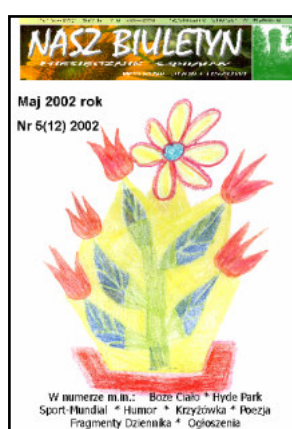 NASZ BIULETYN
MIESIĘCZNIK
Maj 2002 rok
Nr 5(12) 2002
W numerze m.in.: Boże Ciało * Hyde Park
Sport-Mundial * Humor * Krzyżówka * Poezja
Fragmenty Dziennika * Ogłoszenia